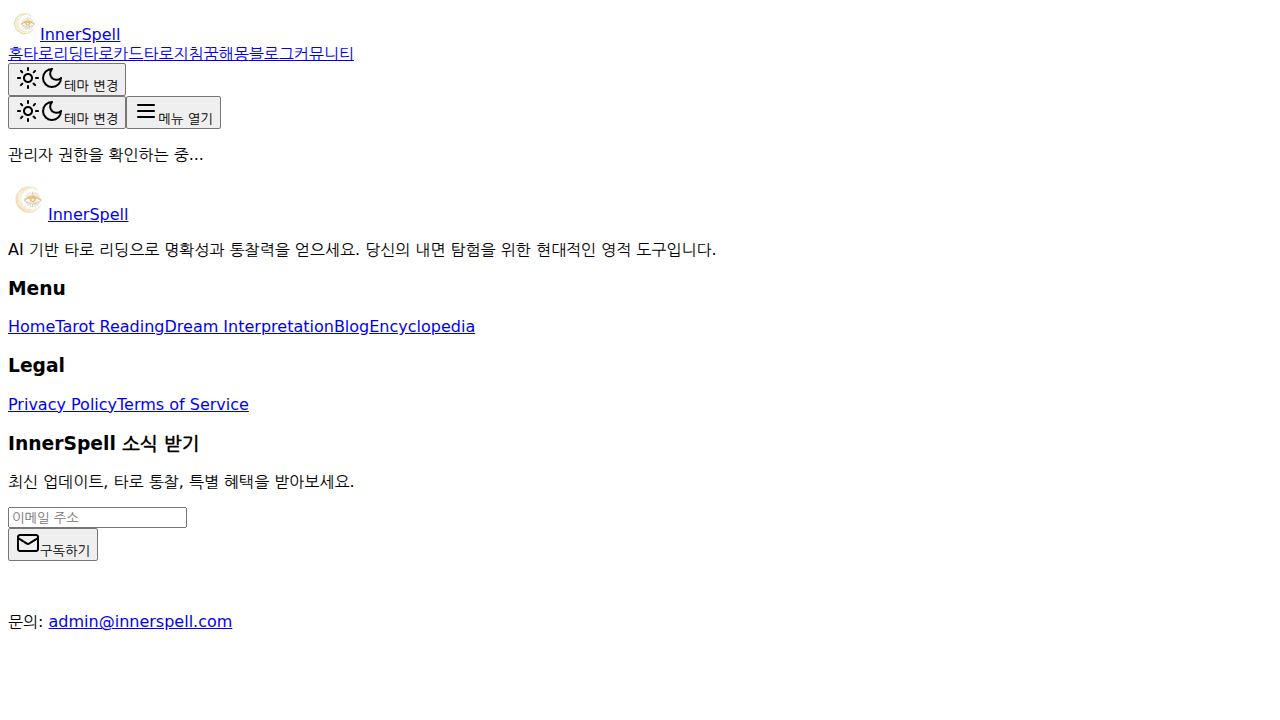 InnerSpell
홈타로리딩타로카드타로지침꿈해몽블로그커뮤니티
테마 변경
테마 변경 메뉴 열기
관리자 권한을 확인하는 중...
InnerSpell
AI 기반 타로 리딩으로 명확성과 통찰력을 얻으세요. 당신의 내면 탐험을 위한 현대적인 영적 도구입니다.
Menu
HomeTarot ReadingDream InterpretationBlogEncyclopedia
Legal
Privacy PolicyTerms of Service
InnerSpell 소식 받기
최신 업데이트, 타로 통찰, 특별 혜택을 받아보세요.
이메일 주소
구독하기
문의: admin@innerspell.com